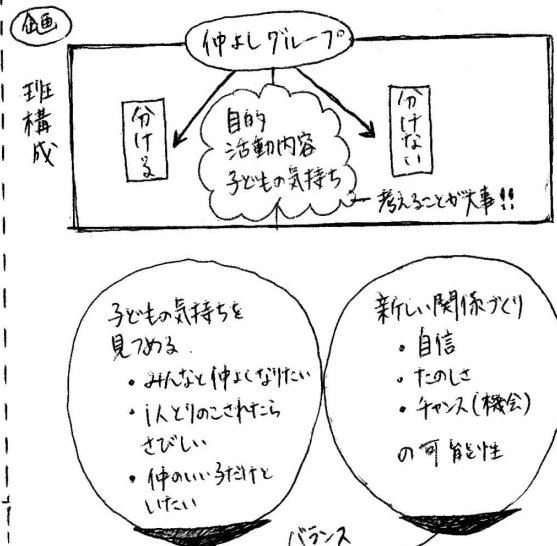 企画
班構成
仲よしグループ
分ける
目的
活動内容
子どもの気持ち
分けない
考えることが大事!!
子どもの気持ちを
見つめる.
・みんなと仲よくなりたい
・1人とりのこされたら
さびしい
・仲のいい子だけと
いたい
新しい関係づくり
・自信
・たのしさ
・チャンス(機会)
の可能性
バランス